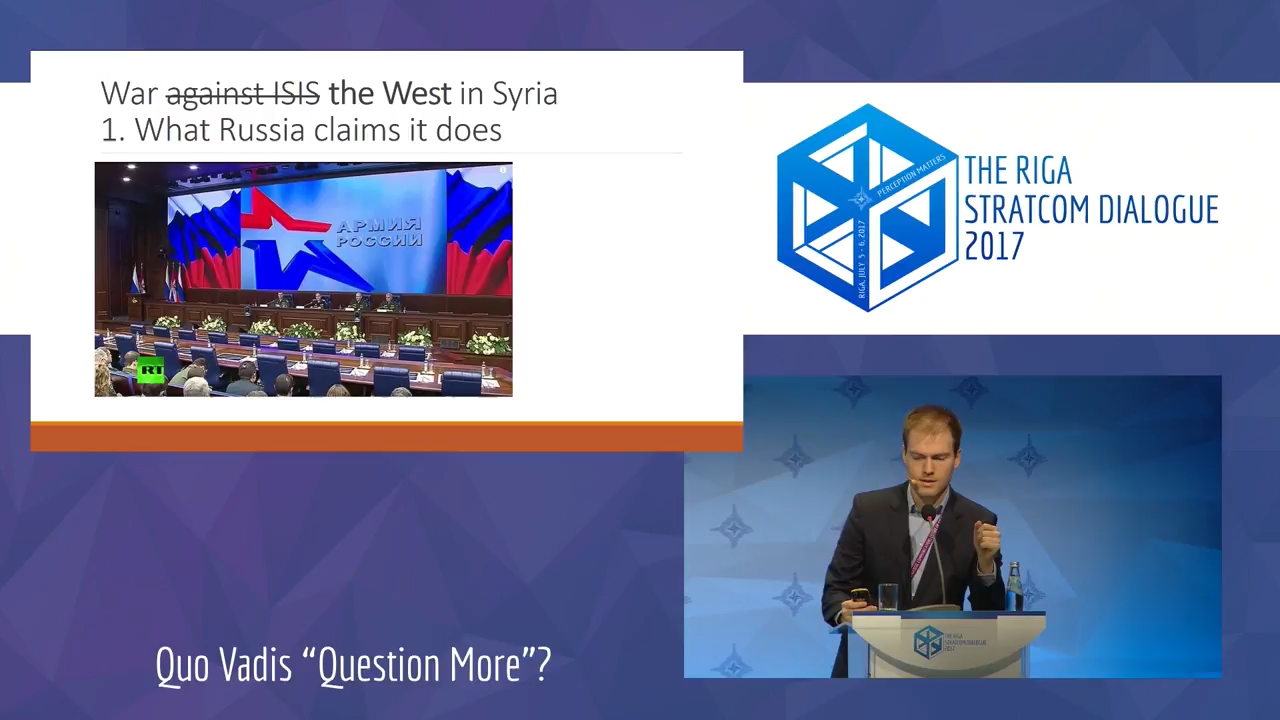 War against ISIS the West in Syria
1. What Russia claims it does
АРМИЯ
РОССИИ
RT
PERCEPTION MATTERS
RIGA, JULY 5 - 6, 2017
THE RIGA
STRATCOM DIALOGUE
2017
THE RIGA
STRATCOM DIALOGUE
2017
Quo Vadis “Question More”?